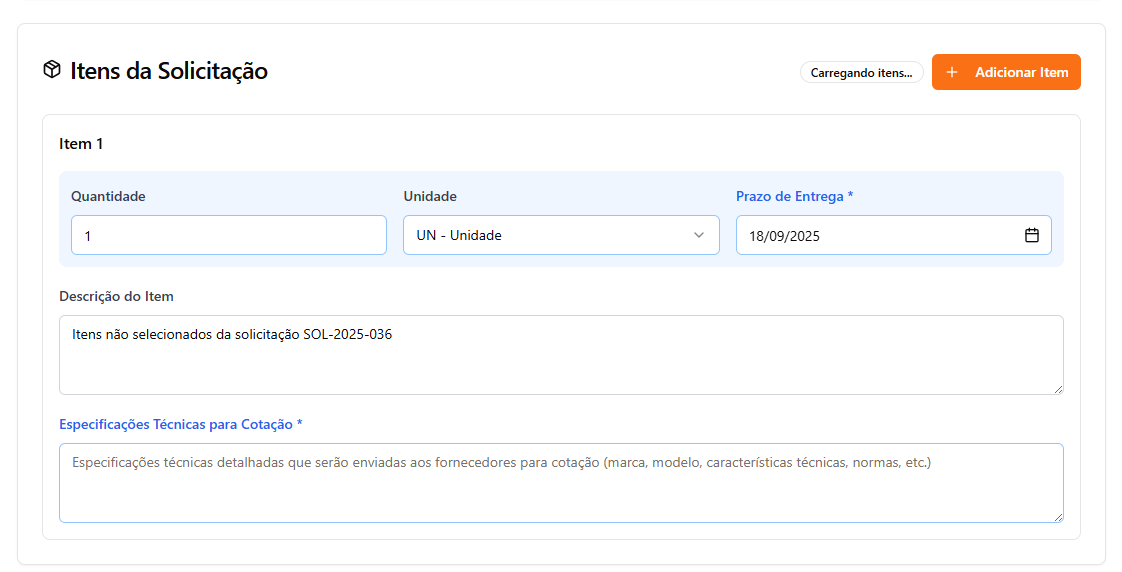 Itens da Solicitação
Carregando itens...
+ Adicionar Item
Item 1
Quantidade
Unidade
Prazo de Entrega *
1
UN - Unidade
18/09/2025
Descrição do Item
Itens não selecionados da solicitação SOL-2025-036
Especificações Técnicas para Cotação *
Especificações técnicas detalhadas que serão enviadas aos fornecedores para cotação (marca, modelo, características técnicas, normas, etc.)